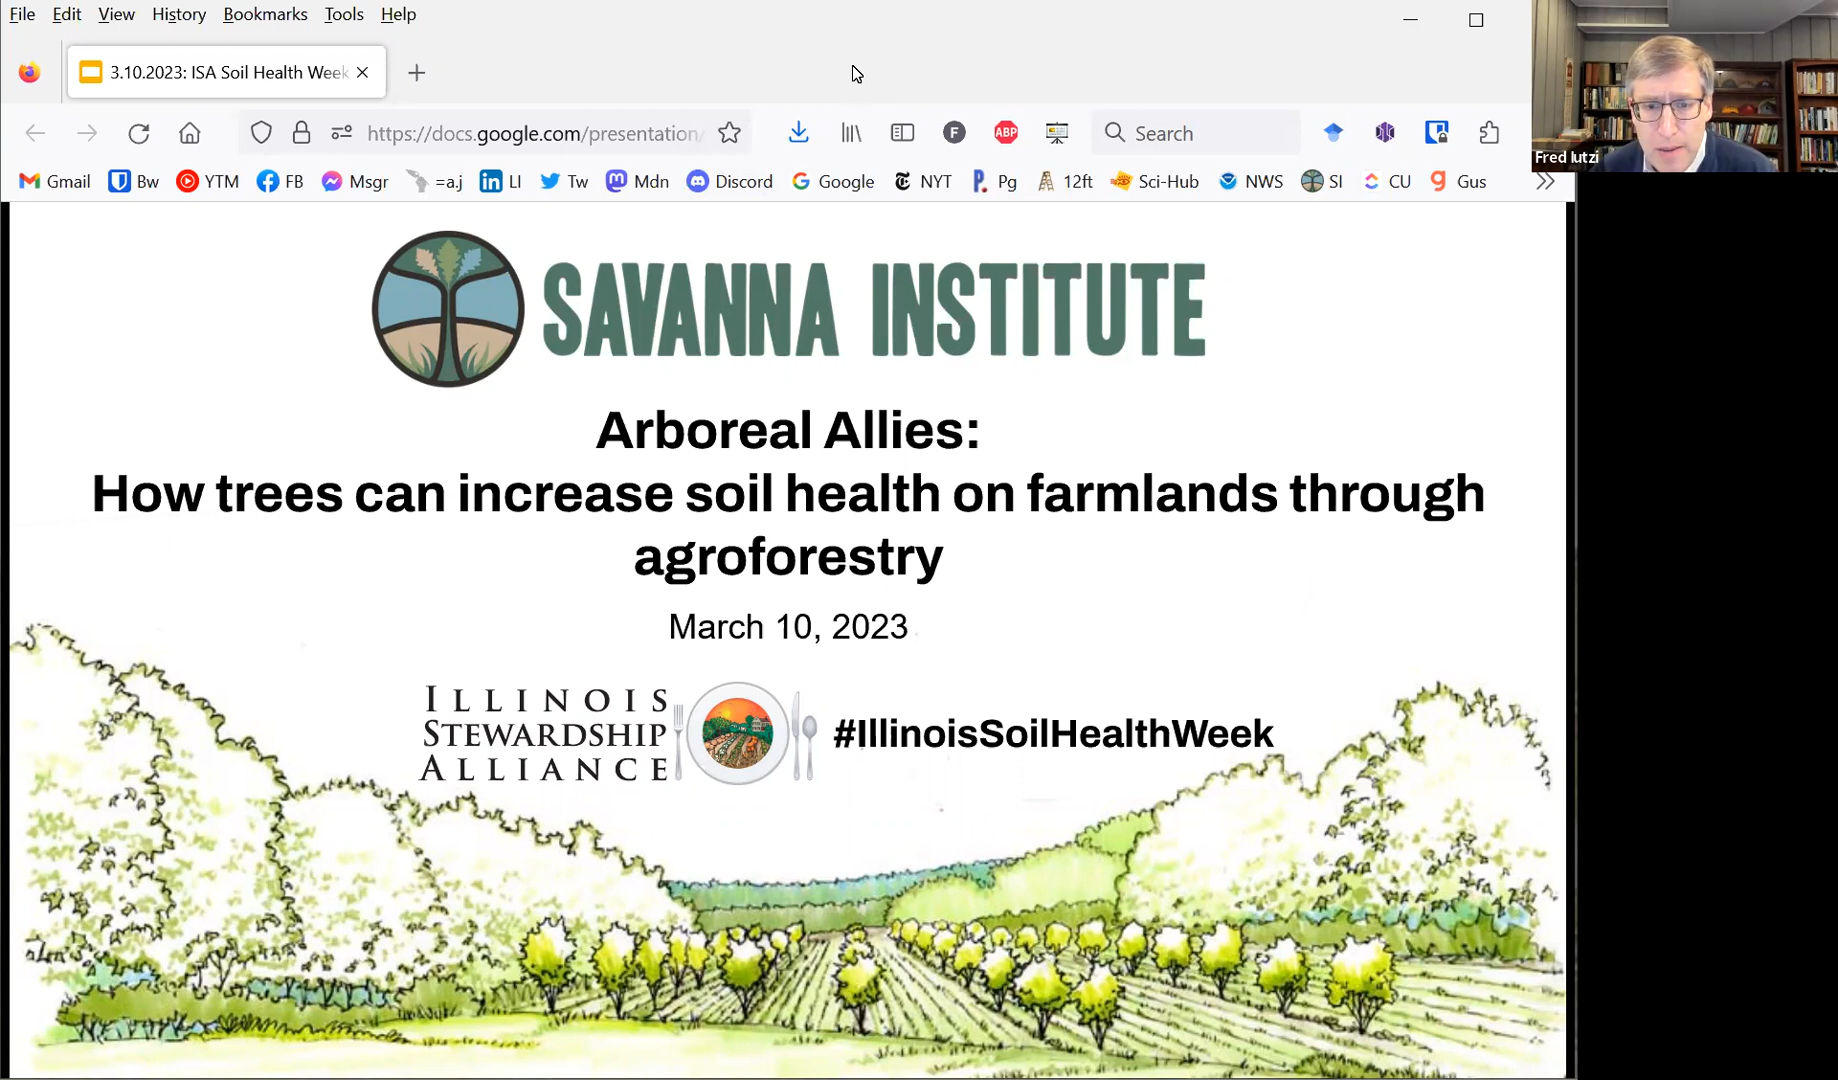 File Edit View History Bookmarks Tools Help
3.10.2023: ISA Soil Health Week
https://docs.google.com/presentation/
F
ABP
Search
Fred Iutzi
Gmail Bw YTM FB Msgr =a.j LI Tw Mdn Discord Google NYT Pg 12ft Sci-Hub NWS SI CU Gus
SAVANNA INSTITUTE
Arboreal Allies:
How trees can increase soil health on farmlands through
agroforestry
March 10, 2023
ILLINOIS
STEWARDSHIP
ALLIANCE
#IllinoisSoilHealthWeek